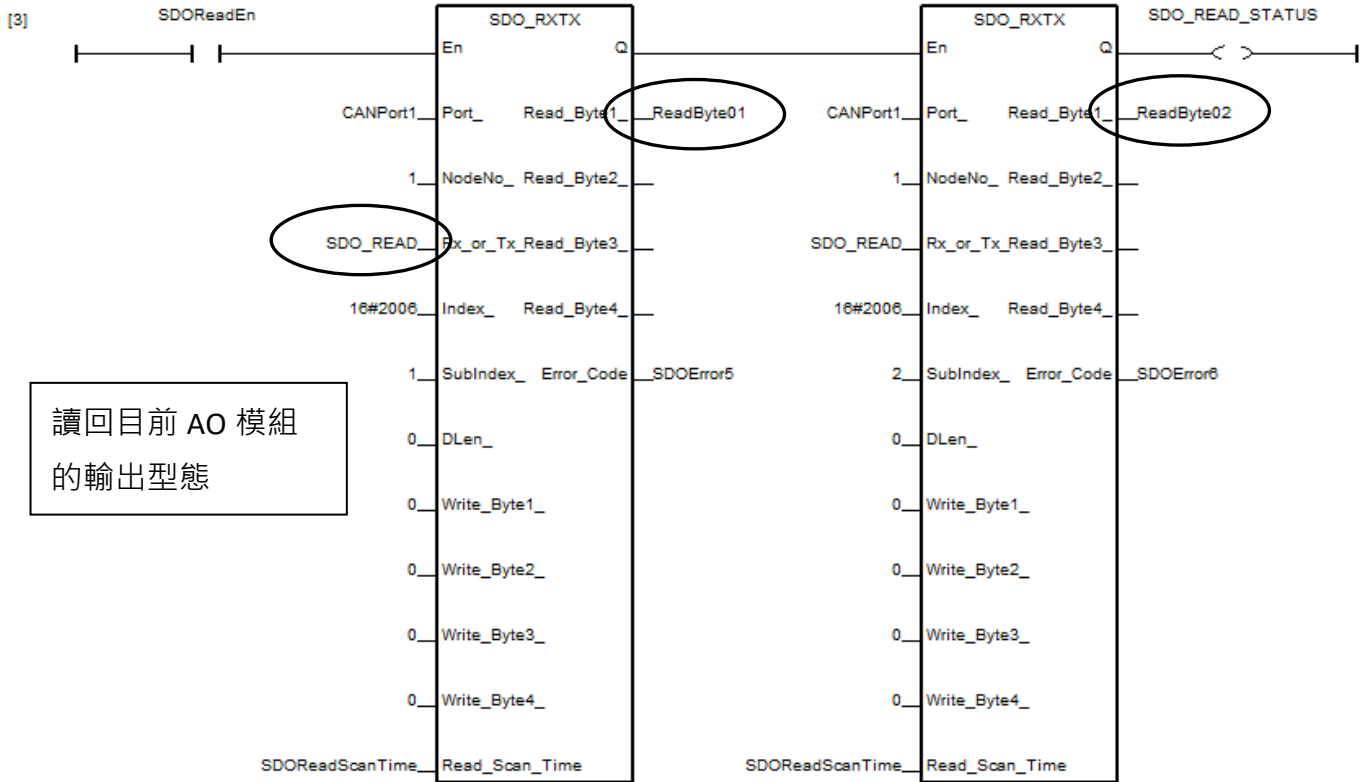 [3] SDOReadEn SDO_RXTX SDO_RXTX SDO_READ_STATUS
En Q En Q
CANPort1 Port_ Read_Byte1_ ReadByte01 CANPort1 Port_ Read_Byte1_ ReadByte02
1 NodeNo_ Read_Byte2_ 1 NodeNo_ Read_Byte2_
SDO_READ Rx_or_Tx_ Read_Byte3_ SDO_READ Rx_or_Tx_ Read_Byte3_
16#2006 Index_ Read_Byte4_ 16#2006 Index_ Read_Byte4_
1 SubIndex_ Error_Code SDOError5 2 SubIndex_ Error_Code SDOError6
讀回目前 AO 模組
的輸出型態
0 DLen_ 0 DLen_
0 Write_Byte1_ 0 Write_Byte1_
0 Write_Byte2_ 0 Write_Byte2_
0 Write_Byte3_ 0 Write_Byte3_
0 Write_Byte4_ 0 Write_Byte4_
SDOReadScanTime Read_Scan_Time SDOReadScanTime Read_Scan_Time